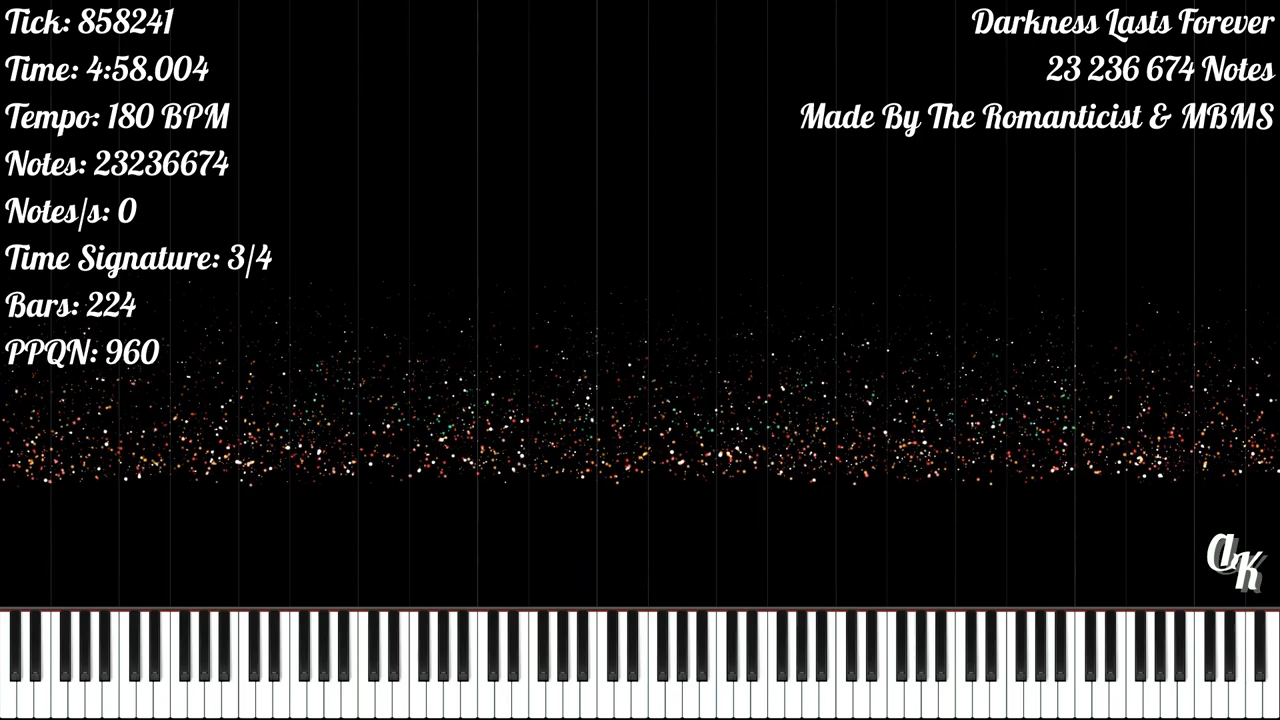 Tick: 858241
Time: 4:58.004
Tempo: 180 BPM
Notes: 23236674
Notes/s: 0
Time Signature: 3/4
Bars: 224
PPQN: 960
Darkness Lasts Forever
23 236 674 Notes
Made By The Romanticist & MBMS
AK